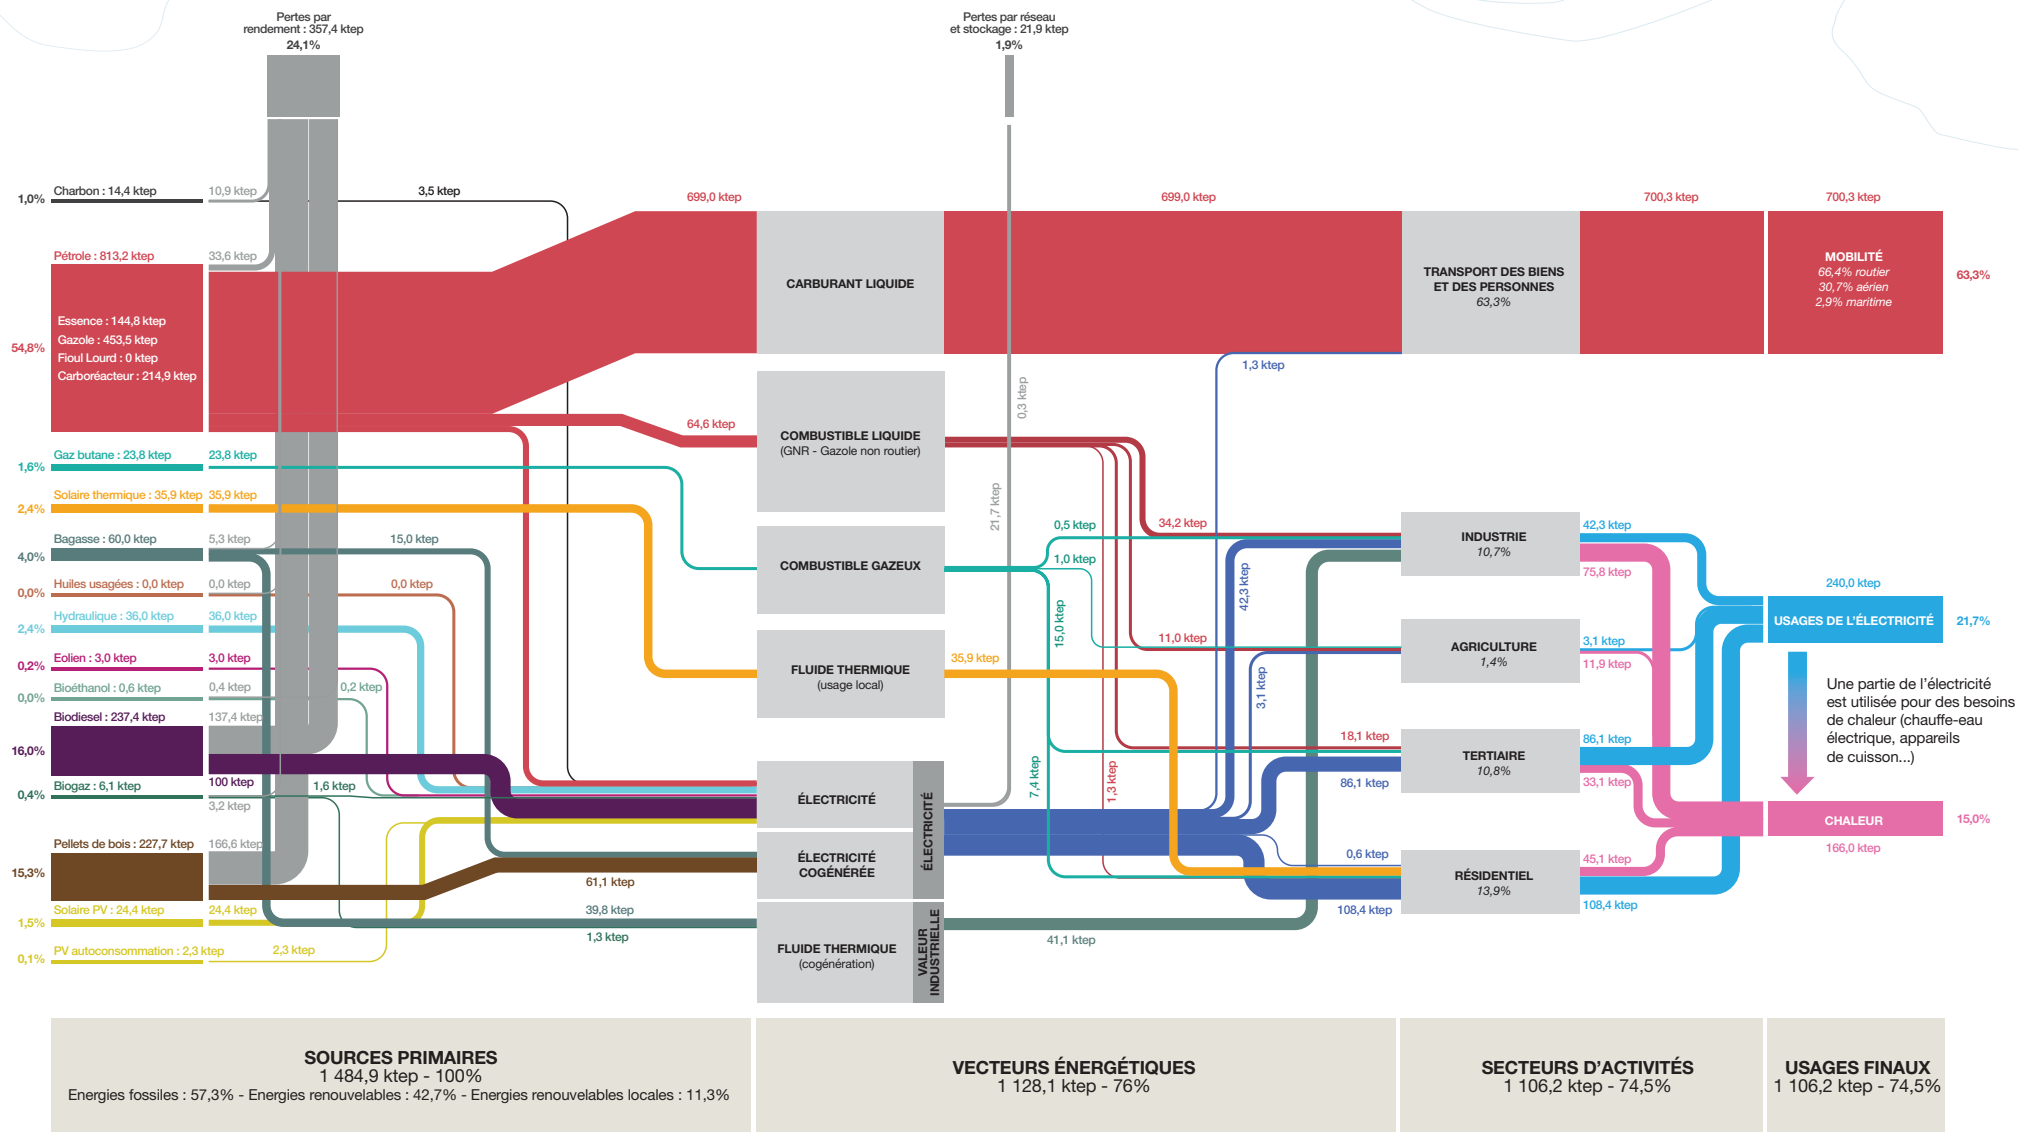 Pertes par
rendement : 357,4 ktep
24,1%
Pertes par réseau
et stockage : 21,9 ktep
1,9%
1,0%
Charbon : 14,4 ktep
10,9 ktep
3,5 ktep
699,0 ktep
699,0 ktep
700,3 ktep
700,3 ktep
54,8%
Pétrole : 813,2 ktep
33,6 ktep
Essence : 144,8 ktep
Gazole : 453,5 ktep
Fioul Lourd : 0 ktep
Carboréacteur : 214,9 ktep
CARBURANT LIQUIDE
TRANSPORT DES BIENS
ET DES PERSONNES
63,3%
MOBILITÉ
66,4% routier
30,7% aérien
2,9% maritime
63,3%
1,3 ktep
0,3 ktep
64,6 ktep
COMBUSTIBLE LIQUIDE
(GNR - Gazole non routier)
1,6%
Gaz butane : 23,8 ktep
23,8 ktep
2,4%
Solaire thermique : 35,9 ktep
35,9 ktep
21,7 ktep
4,0%
Bagasse : 60,0 ktep
5,3 ktep
15,0 ktep
COMBUSTIBLE GAZEUX
0,5 ktep
34,2 ktep
1,0 ktep
42,3 ktep
15,0 ktep
INDUSTRIE
10,7%
42,3 ktep
75,8 ktep
0,0%
Huiles usagées : 0,0 ktep
0,0 ktep
0,0 ktep
2,4%
Hydraulique : 36,0 ktep
36,0 ktep
240,0 ktep
USAGES DE L'ÉLECTRICITÉ
21,7%
0,2%
Eolien : 3,0 ktep
3,0 ktep
FLUIDE THERMIQUE
(usage local)
35,9 ktep
11,0 ktep
3,1 ktep
AGRICULTURE
1,4%
3,1 ktep
11,9 ktep
0,0%
Bioéthanol : 0,6 ktep
0,4 ktep
0,2 ktep
Une partie de l'électricité
est utilisée pour des besoins
de chaleur (chauffe-eau
électrique, appareils
de cuisson...)
16,0%
Biodiesel : 237,4 ktep
137,4 ktep
100 ktep
18,1 ktep
86,1 ktep
TERTIAIRE
10,8%
86,1 ktep
33,1 ktep
0,4%
Biogaz : 6,1 ktep
3,2 ktep
1,6 ktep
7,4 ktep
1,3 ktep
ÉLECTRICITÉ
ÉLECTRICITÉ
CHALEUR
15,0%
166,0 ktep
15,3%
Pellets de bois : 227,7 ktep
166,6 ktep
61,1 ktep
ÉLECTRICITÉ
COGÉNÉRÉE
0,6 ktep
108,4 ktep
RÉSIDENTIEL
13,9%
45,1 ktep
108,4 ktep
1,5%
Solaire PV : 24,4 ktep
24,4 ktep
39,8 ktep
1,3 ktep
0,1%
PV autoconsommation : 2,3 ktep
2,3 ktep
FLUIDE THERMIQUE
(cogénération)
VALEUR
INDUSTRIELLE
41,1 ktep
SOURCES PRIMAIRES
1 484,9 ktep - 100%
Energies fossiles : 57,3% - Energies renouvelables : 42,7% - Energies renouvelables locales : 11,3%
VECTEURS ÉNERGÉTIQUES
1 128,1 ktep - 76%
SECTEURS D'ACTIVITÉS
1 106,2 ktep - 74,5%
USAGES FINAUX
1 106,2 ktep - 74,5%